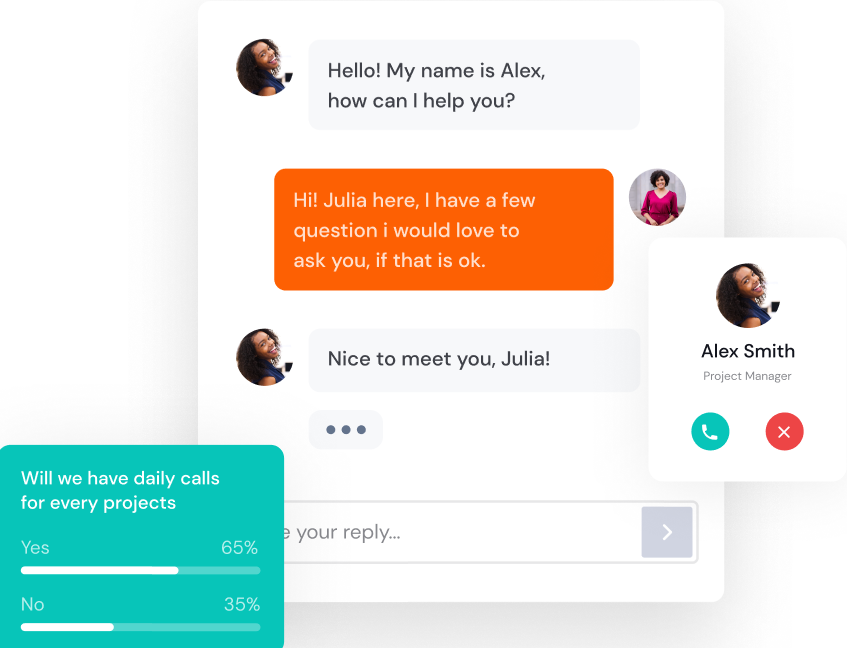 Hello! My name is Alex,
how can I help you?
Hi! Julia here, I have a few
question i would love to
ask you, if that is ok.
Nice to meet you, Julia!
Alex Smith
Project Manager
Will we have daily calls
for every projects
Yes 65%
No 35%
your reply...